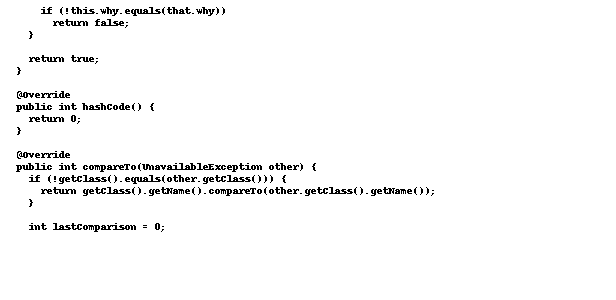 if (!this.why.equals(that.why))
return false;
}
return true;
}
@Override
public int hashCode() {
return 0;
}
@Override
public int compareTo(UnavailableException other) {
if (!getClass().equals(other.getClass())) {
return getClass().getName().compareTo(other.getClass().getName());
}
int lastComparison = 0;